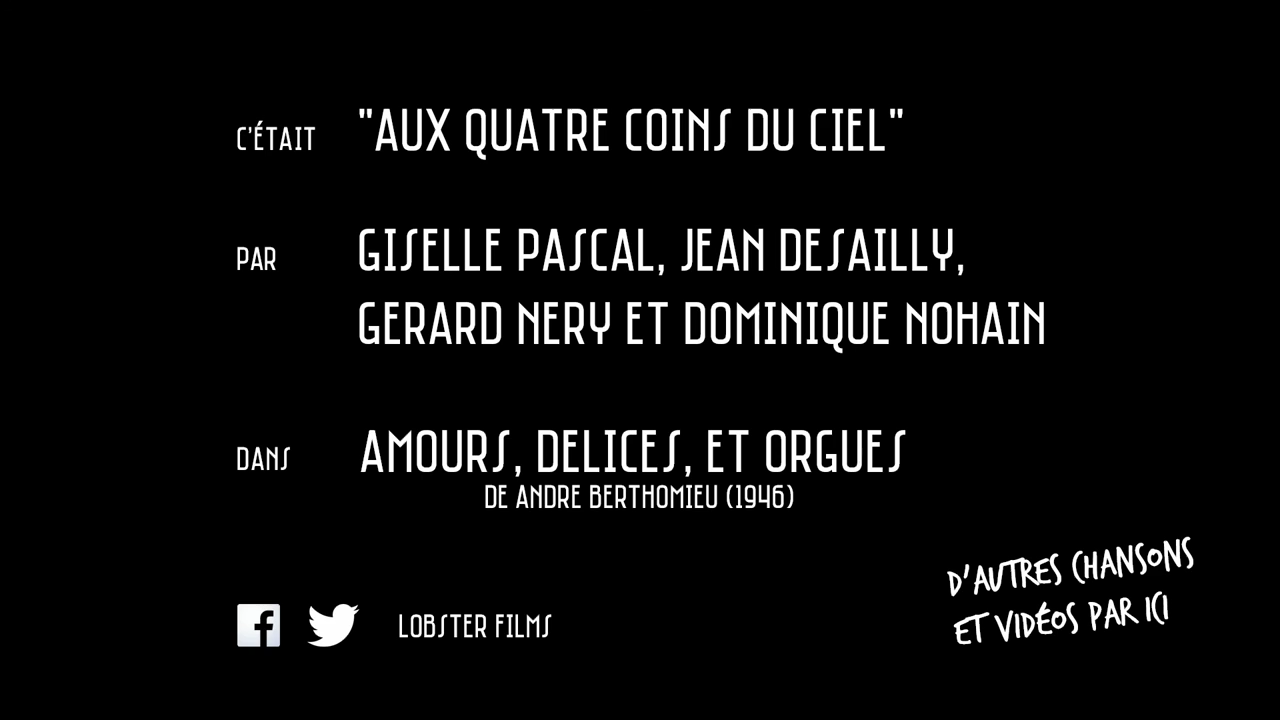 C'ÉTAIT "AUX QUATRE COINS DU CIEL"
PAR GISELLE PASCAL, JEAN DESAILLY,
GERARD NERY ET DOMINIQUE NOHAIN
DANS AMOURS, DELICES, ET ORGUES
DE ANDRE BERTHOMIEU (1946)
D'AUTRES CHANSONS
ET VIDÉOS PAR ICI
LOBSTER FILMS